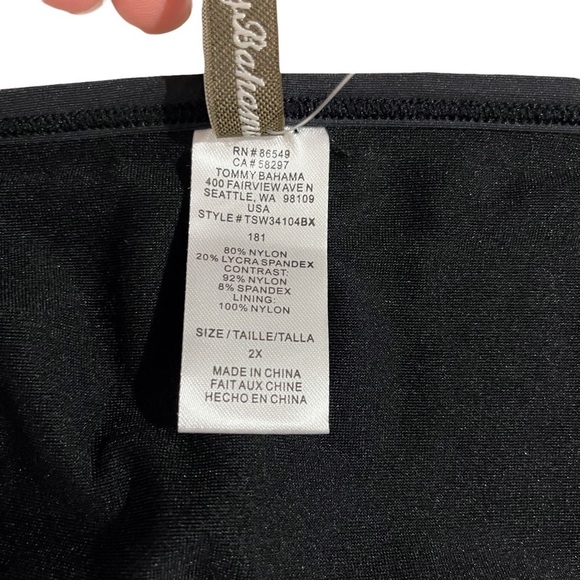 y Baham
RN# 86549
CA# 58297
TOMMY BAHAMA
400 FAIRVIEW AVE N
SEATTLE, WA 98109
USA
STYLE# TSW34104BX
181
80% NYLON
20% LYCRA SPANDEX
CONTRAST:
92% NYLON
8% SPANDEX
LINING:
100% NYLON
SIZE / TAILLE/TALLA
2X
MADE IN CHINA
FAIT AUX CHINE
HECHO EN CHINA